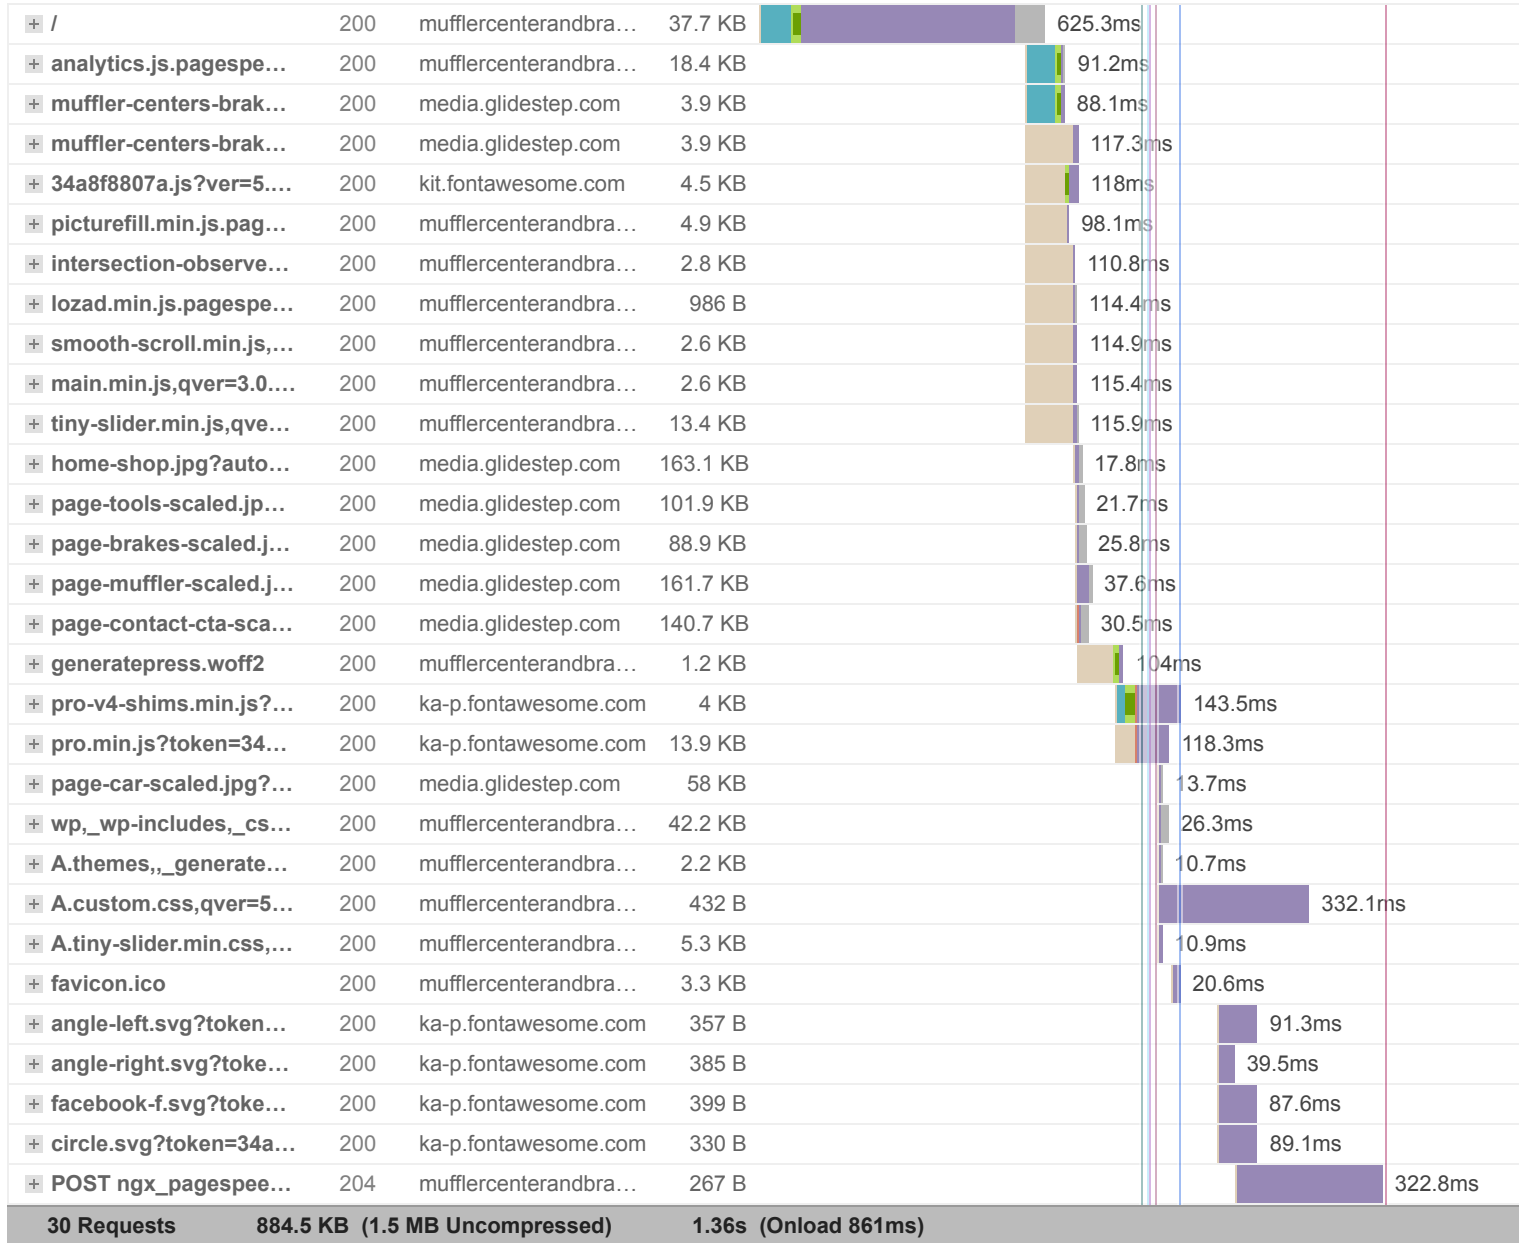 / 200 mufflercenterandbra… 37.7 KB 625.3ms
analytics.js.pagespe… 200 mufflercenterandbra… 18.4 KB 91.2ms
muffler-centers-brak… 200 media.glidestep.com 3.9 KB 88.1ms
muffler-centers-brak… 200 media.glidestep.com 3.9 KB 117.3ms
34a8f8807a.js?ver=5.… 200 kit.fontawesome.com 4.5 KB 118ms
picturefill.min.js.pag… 200 mufflercenterandbra… 4.9 KB 98.1ms
intersection-observe… 200 mufflercenterandbra… 2.8 KB 110.8ms
lozad.min.js.pagespe… 200 mufflercenterandbra… 986 B 114.4ms
smooth-scroll.min.js,… 200 mufflercenterandbra… 2.6 KB 114.9ms
main.min.js,qver=3.0.… 200 mufflercenterandbra… 2.6 KB 115.4ms
tiny-slider.min.js,qve… 200 mufflercenterandbra… 13.4 KB 115.9ms
home-shop.jpg?auto… 200 media.glidestep.com 163.1 KB 17.8ms
page-tools-scaled.jp… 200 media.glidestep.com 101.9 KB 21.7ms
page-brakes-scaled.j… 200 media.glidestep.com 88.9 KB 25.8ms
page-muffler-scaled.j… 200 media.glidestep.com 161.7 KB 37.6ms
page-contact-cta-sca… 200 media.glidestep.com 140.7 KB 30.5ms
generatepress.woff2 200 mufflercenterandbra… 1.2 KB 104ms
pro-v4-shims.min.js?… 200 ka-p.fontawesome.com 4 KB 143.5ms
pro.min.js?token=34… 200 ka-p.fontawesome.com 13.9 KB 118.3ms
page-car-scaled.jpg?… 200 media.glidestep.com 58 KB 13.7ms
wp,_wp-includes,_cs… 200 mufflercenterandbra… 42.2 KB 26.3ms
A.themes,,_generate… 200 mufflercenterandbra… 2.2 KB 10.7ms
A.custom.css,qver=5… 200 mufflercenterandbra… 432 B 332.1ms
A.tiny-slider.min.css,… 200 mufflercenterandbra… 5.3 KB 10.9ms
favicon.ico 200 mufflercenterandbra… 3.3 KB 20.6ms
angle-left.svg?token… 200 ka-p.fontawesome.com 357 B 91.3ms
angle-right.svg?toke… 200 ka-p.fontawesome.com 385 B 39.5ms
facebook-f.svg?toke… 200 ka-p.fontawesome.com 399 B 87.6ms
circle.svg?token=34a… 200 ka-p.fontawesome.com 330 B 89.1ms
POST ngx_pagespee… 204 mufflercenterandbra… 267 B 322.8ms
30 Requests 884.5 KB (1.5 MB Uncompressed) 1.36s (Onload 861ms)